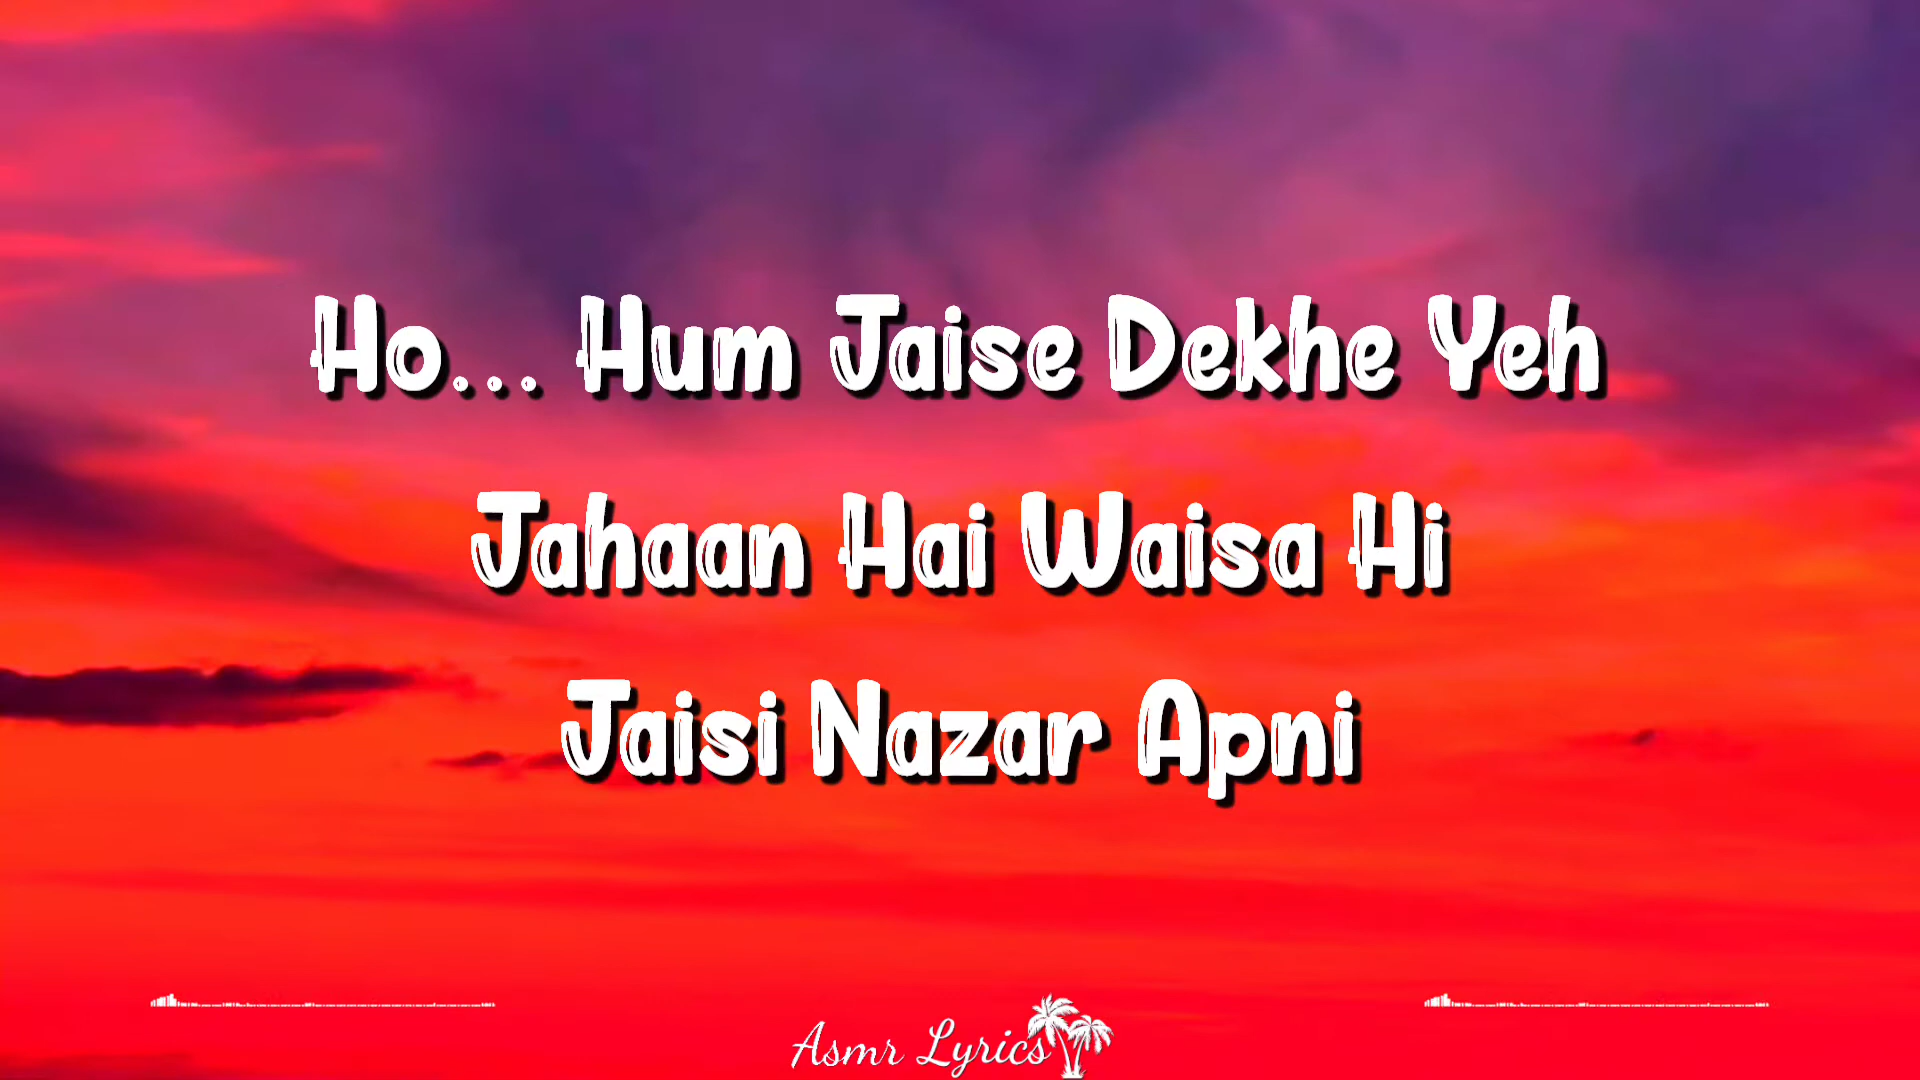 Ho... Hum Jaise Dekhe Yeh
Jahaan Hai Waisa Hi
Jaisi Nazar Apni
Asmr Lyrics